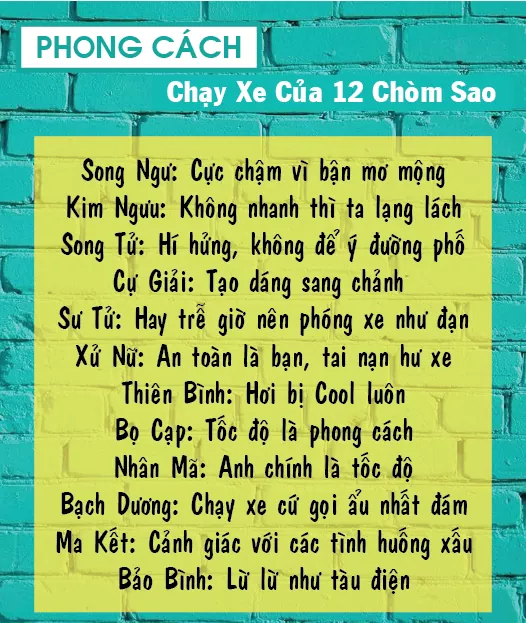 PHONG CÁCH
Chạy Xe Của 12 Chòm Sao
Song Ngư: Cực chậm vì bận mơ mộng
Kim Ngưu: Không nhanh thì ta lạng lách
Song Tử: Hí hửng, không để ý đường phố
Cự Giải: Tạo dáng sang chảnh
Sư Tử: Hay trễ giờ nên phóng xe như đạn
Xử Nữ: An toàn là bạn, tai nạn hư xe
Thiên Bình: Hơi bị Cool luôn
Bọ Cạp: Tốc độ là phong cách
Nhân Mã: Anh chính là tốc độ
Bạch Dương: Chạy xe cứ gọi ẩu nhất đám
Ma Kết: Cảnh giác với các tình huống xấu
Bảo Bình: Lừ lừ như tàu điện